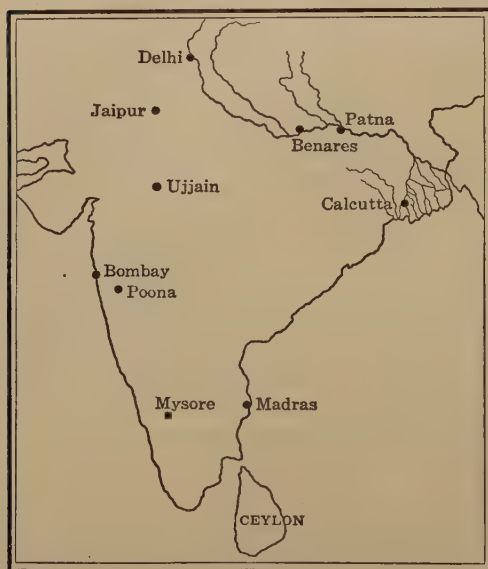 Delhi
Jaipur
Patna
Benares
Ujjain
Calcutta
Bombay
Poona
Mysore
Madras
CEYLON